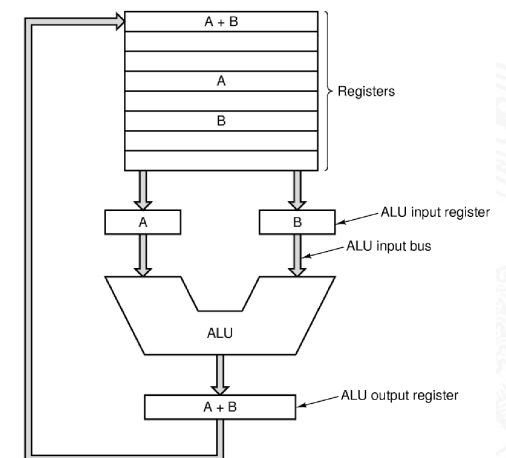 A + B
A
Registers
B
A
B
ALU input register
ALU input bus
ALU
A + B
ALU output register